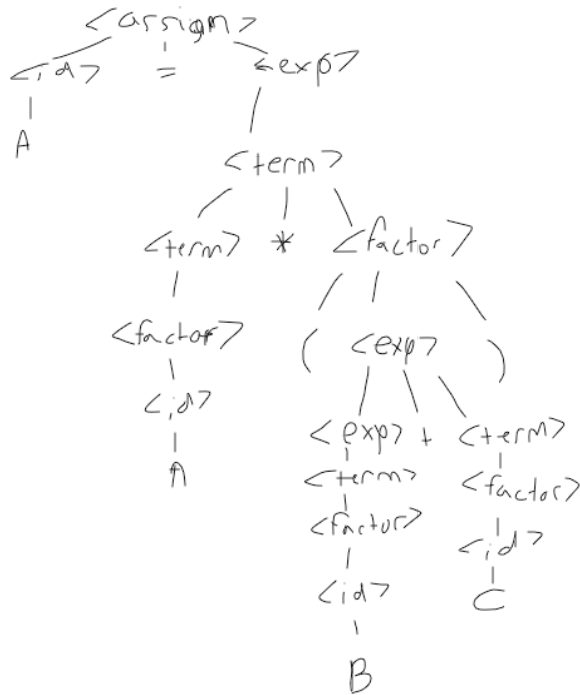 <assign>
<id> = <exp>
A
<term>
<term> * <factor>
<factor> ( <exp> )
<id>
<exp> + <term>
A
<term> <factor>
<factor>
<id>
<id> C
B